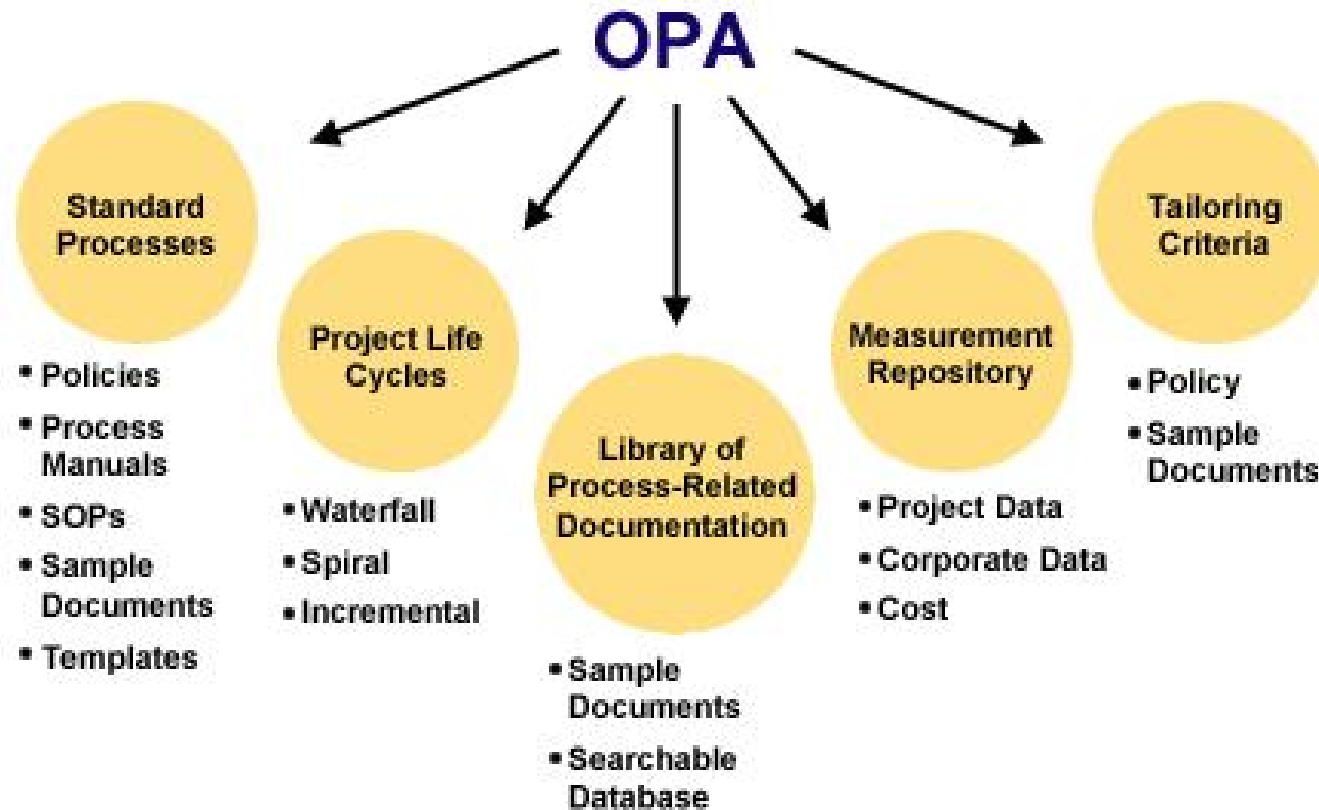 OPA
Standard
Processes
• Policies
• Process
Manuals
• SOPs
• Sample
Documents
• Templates
Project Life
Cycles
• Waterfall
• Spiral
• Incremental
Library of
Process-Related
Documentation
• Sample
Documents
• Searchable
Database
Measurement
Repository
• Project Data
• Corporate Data
• Cost
Tailoring
Criteria
• Policy
• Sample
Documents